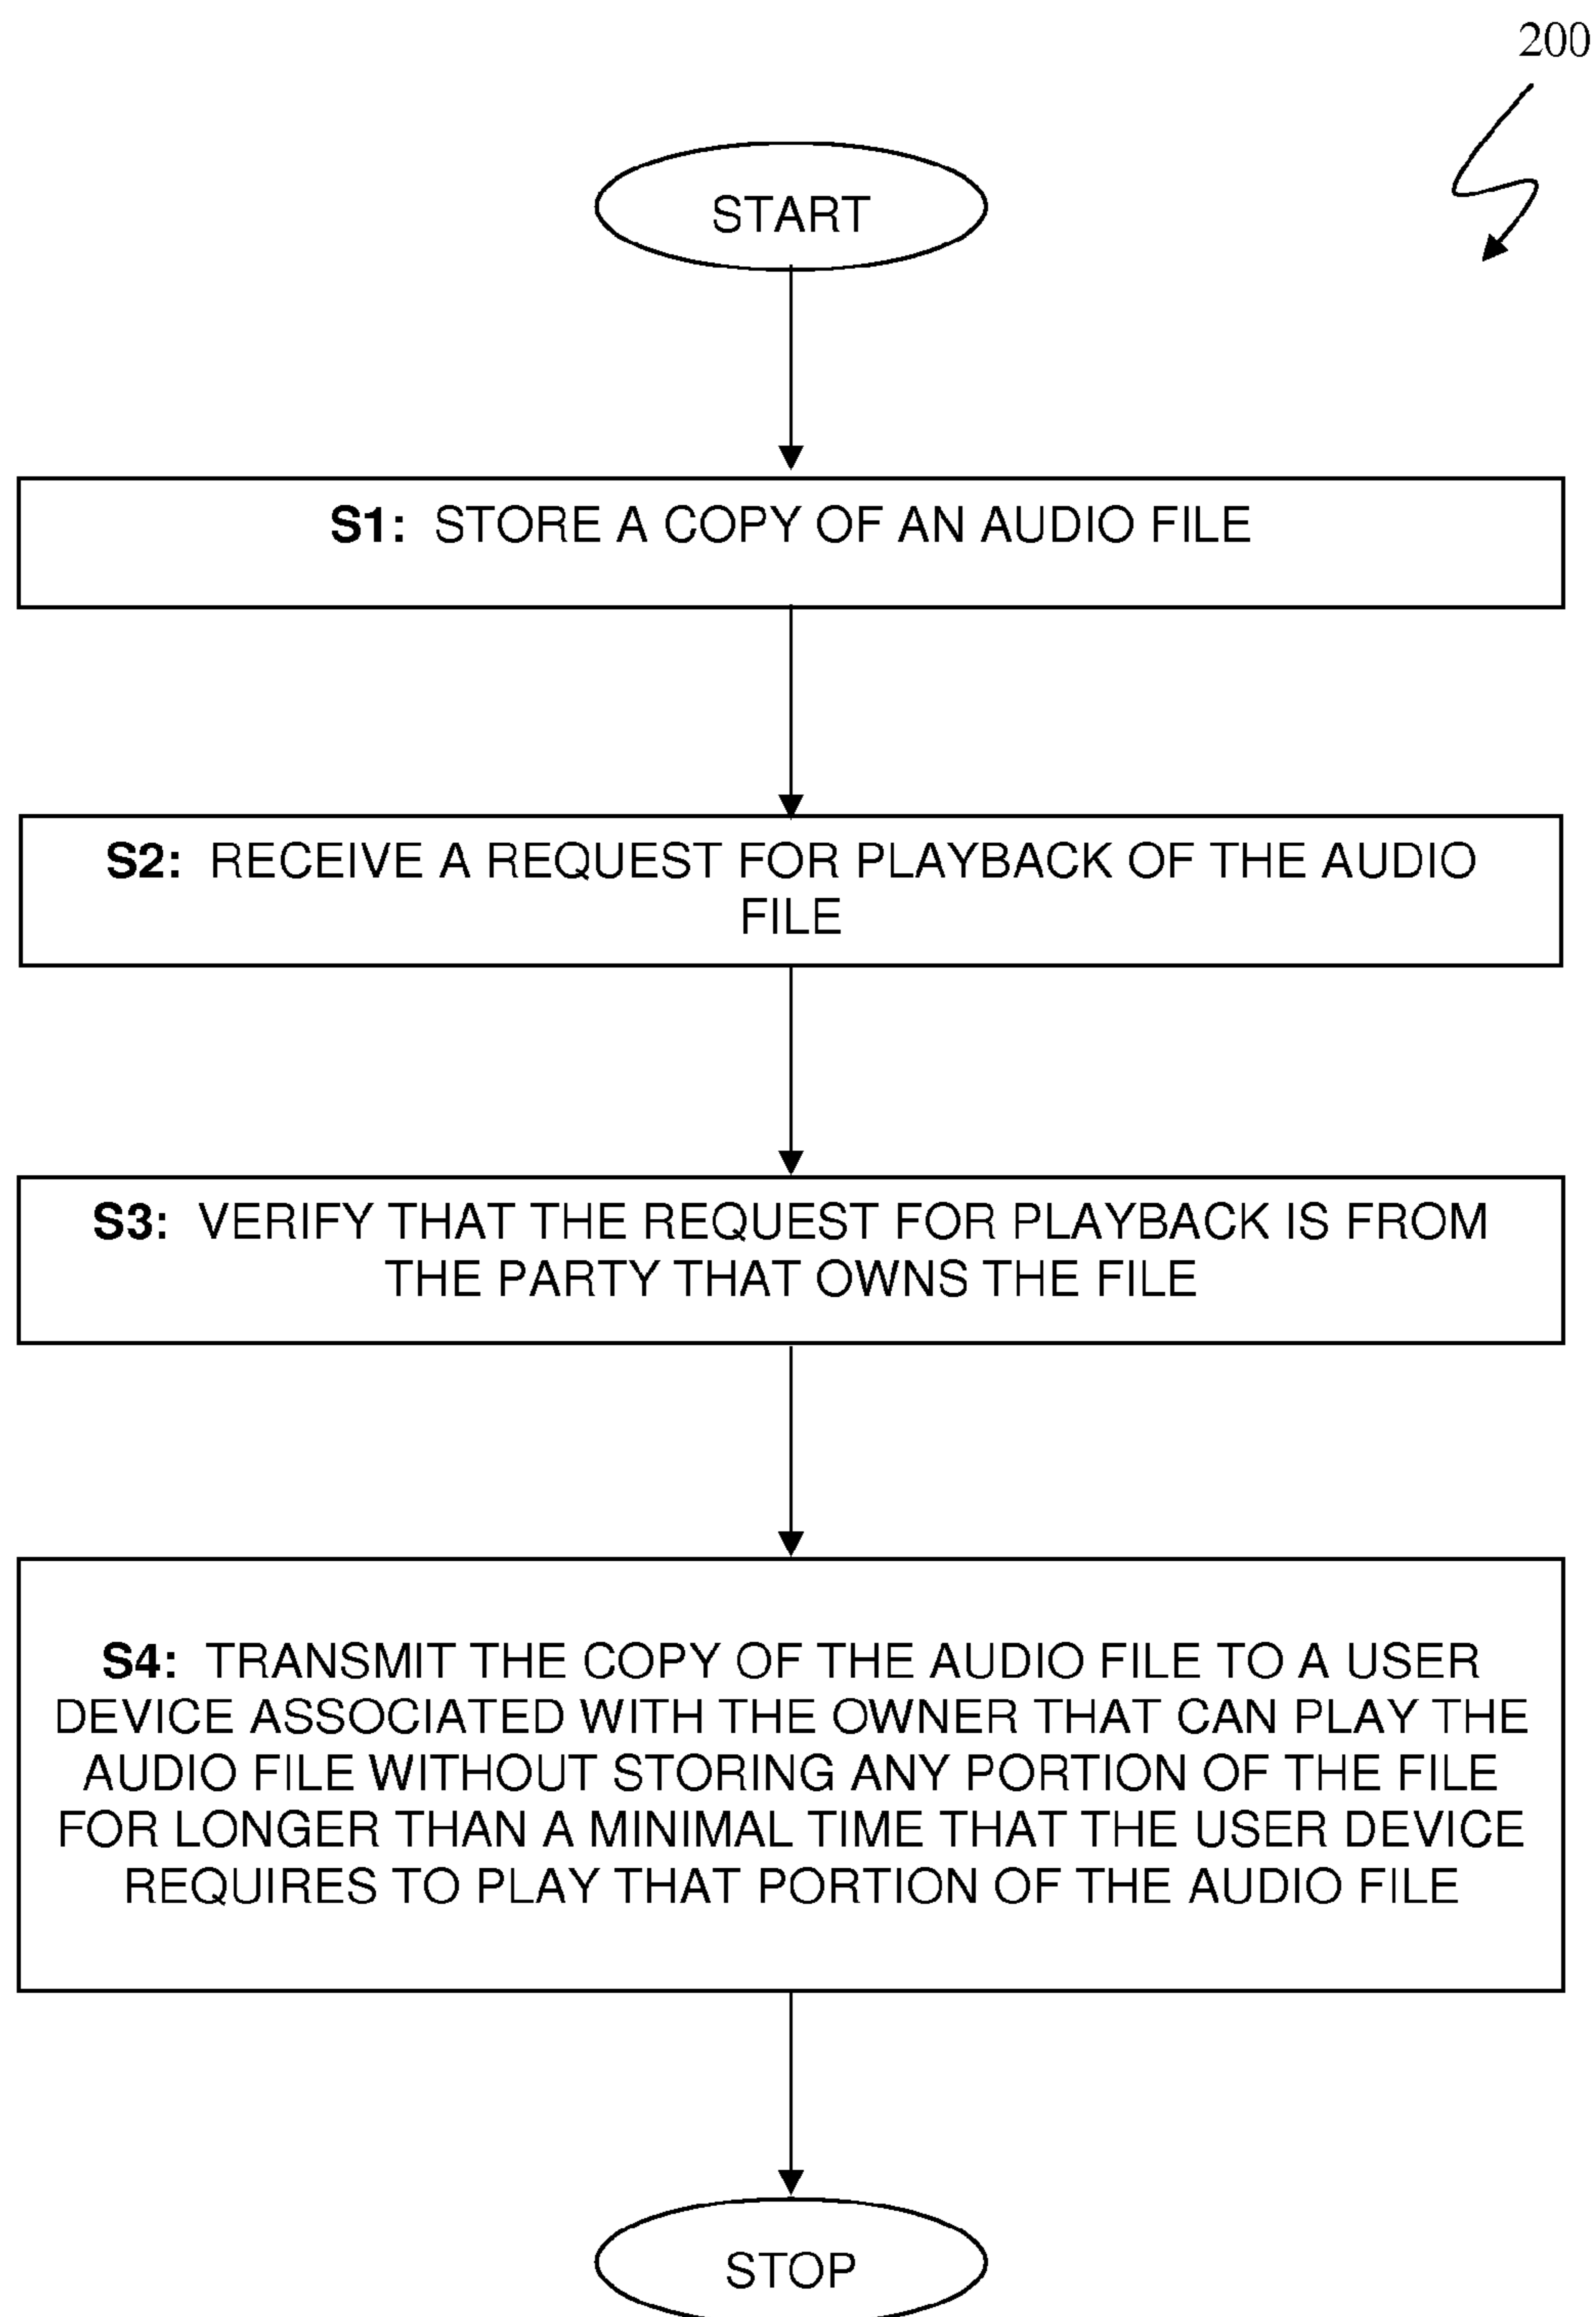 200
START
S1: STORE A COPY OF AN AUDIO FILE
S2: RECEIVE A REQUEST FOR PLAYBACK OF THE AUDIO
FILE
S3: VERIFY THAT THE REQUEST FOR PLAYBACK IS FROM
THE PARTY THAT OWNS THE FILE
S4: TRANSMIT THE COPY OF THE AUDIO FILE TO A USER
DEVICE ASSOCIATED WITH THE OWNER THAT CAN PLAY THE
AUDIO FILE WITHOUT STORING ANY PORTION OF THE FILE
FOR LONGER THAN A MINIMAL TIME THAT THE USER DEVICE
REQUIRES TO PLAY THAT PORTION OF THE AUDIO FILE
STOP